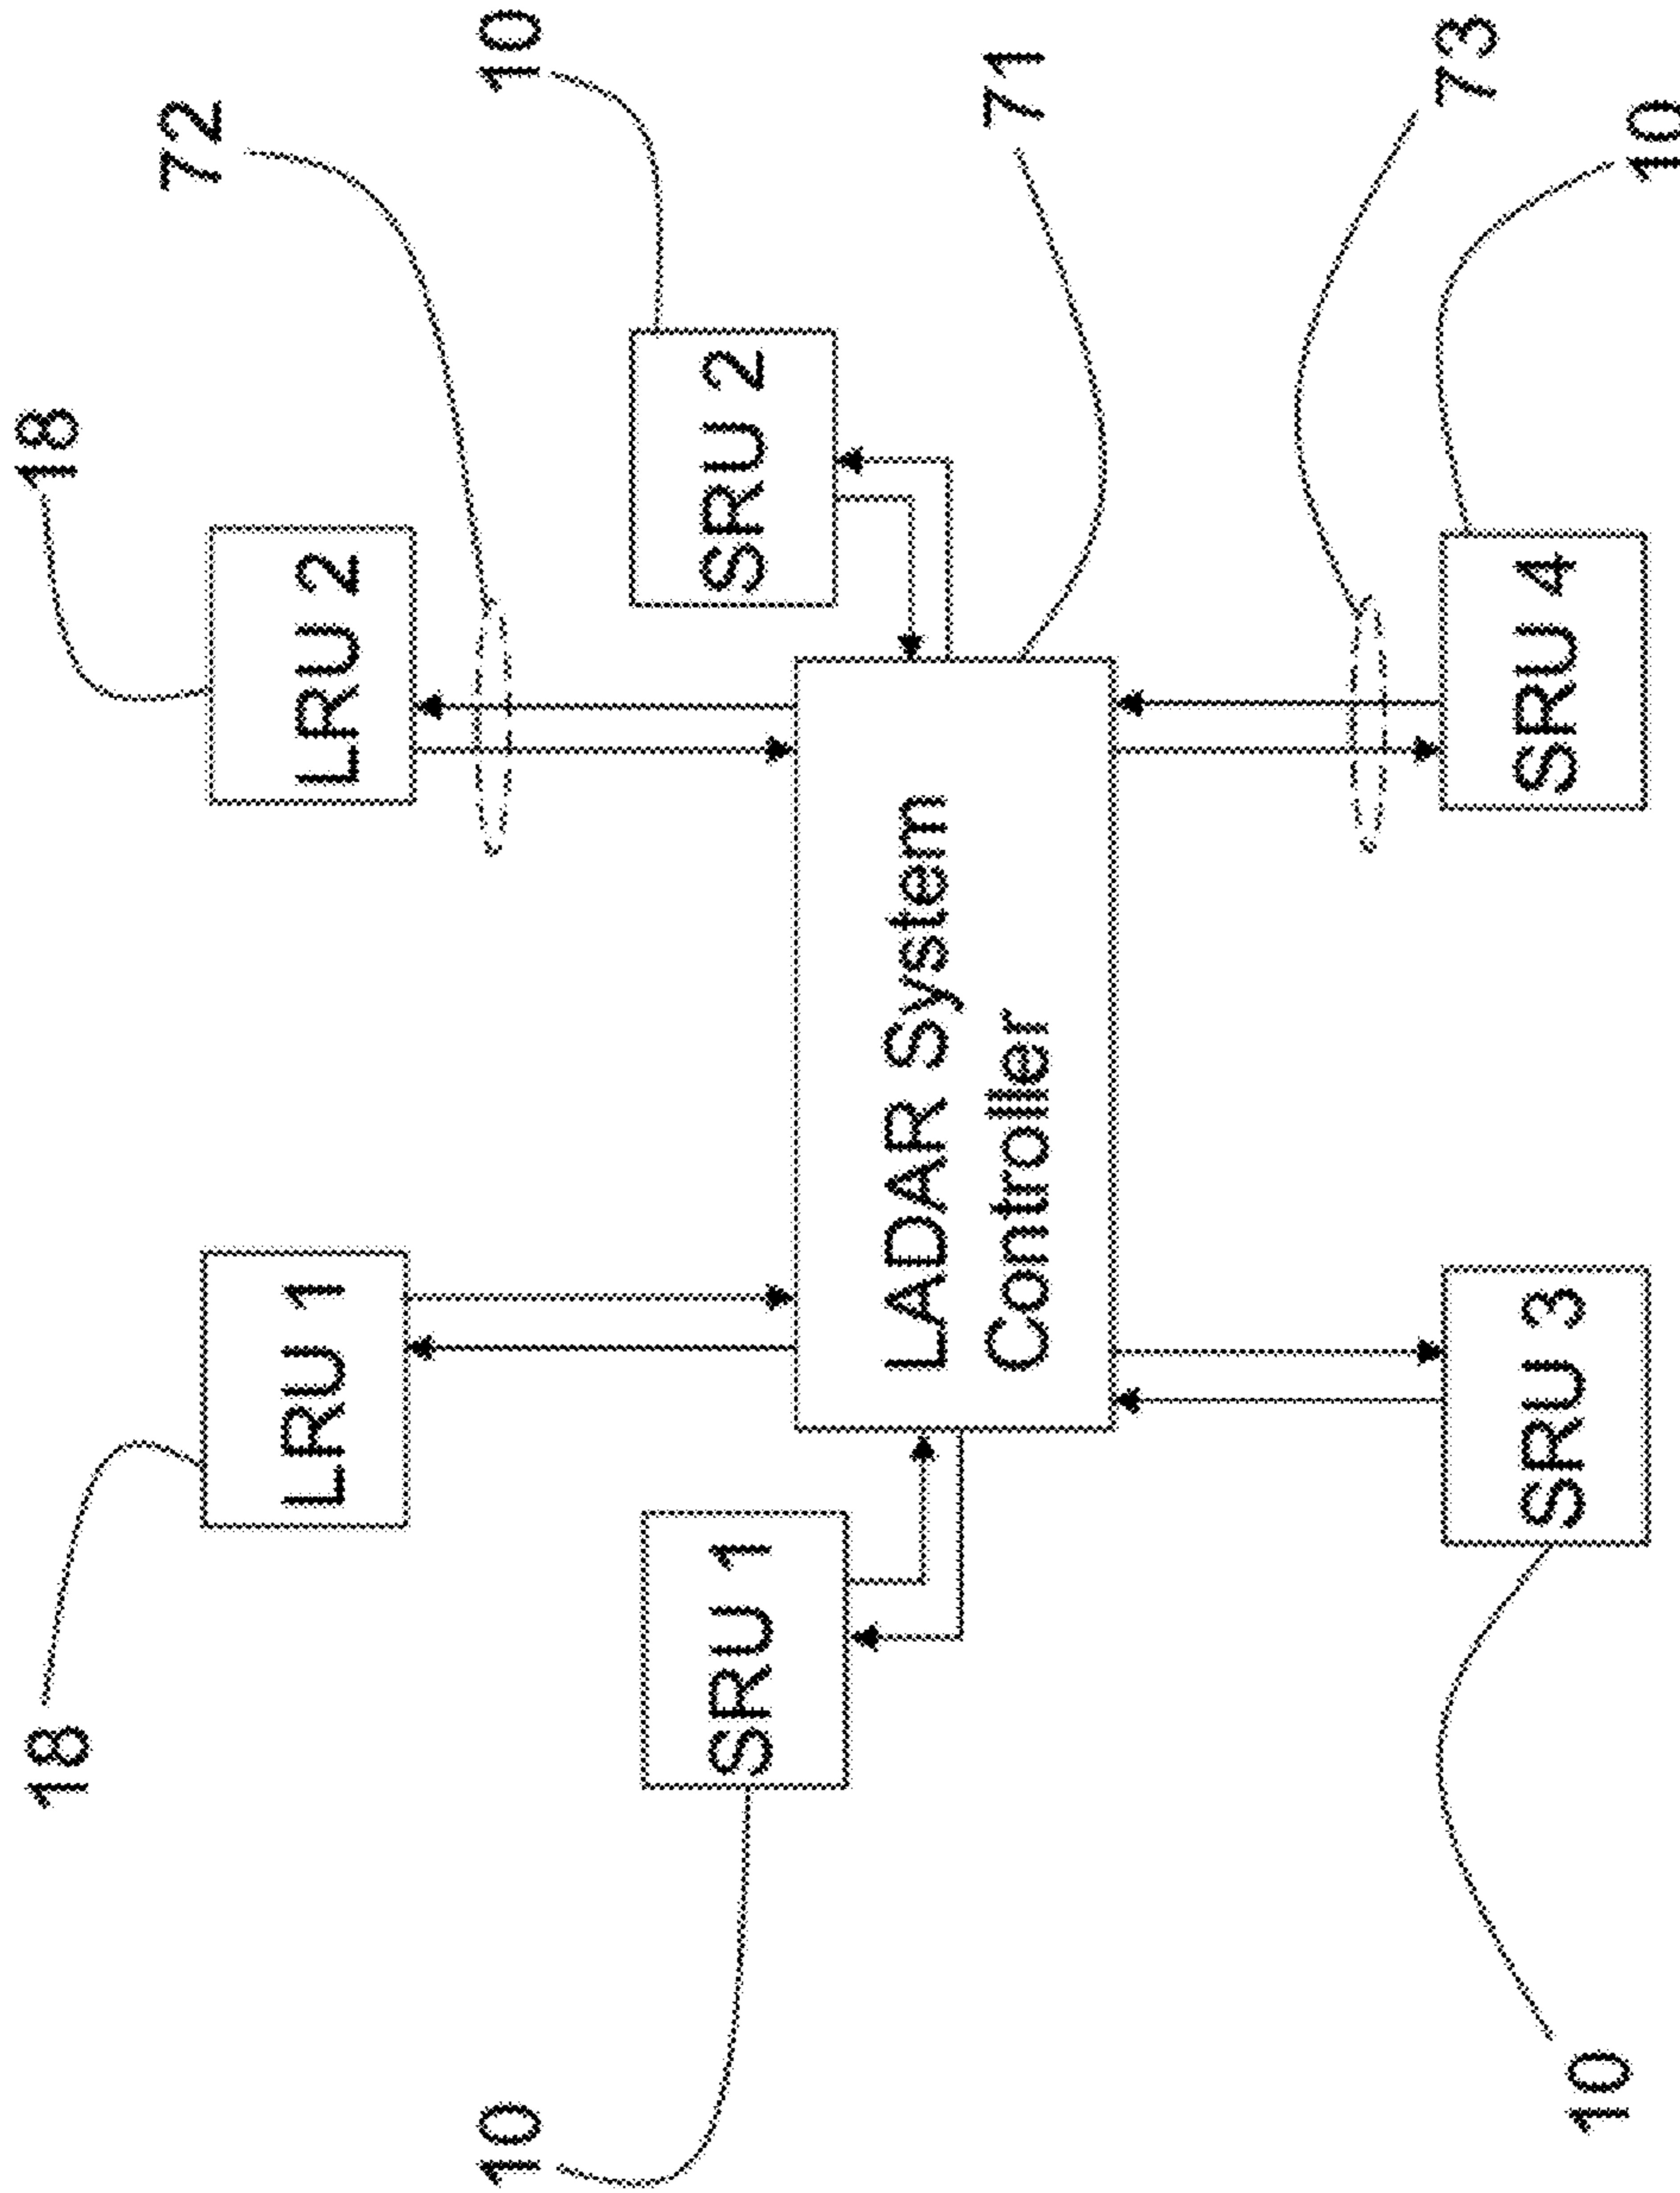 18
LRU 1
18
LRU 2
72
10
SRU 1
SRU 2
10
LADAR System
Controller
71
73
10
SRU 3
SRU 4
10